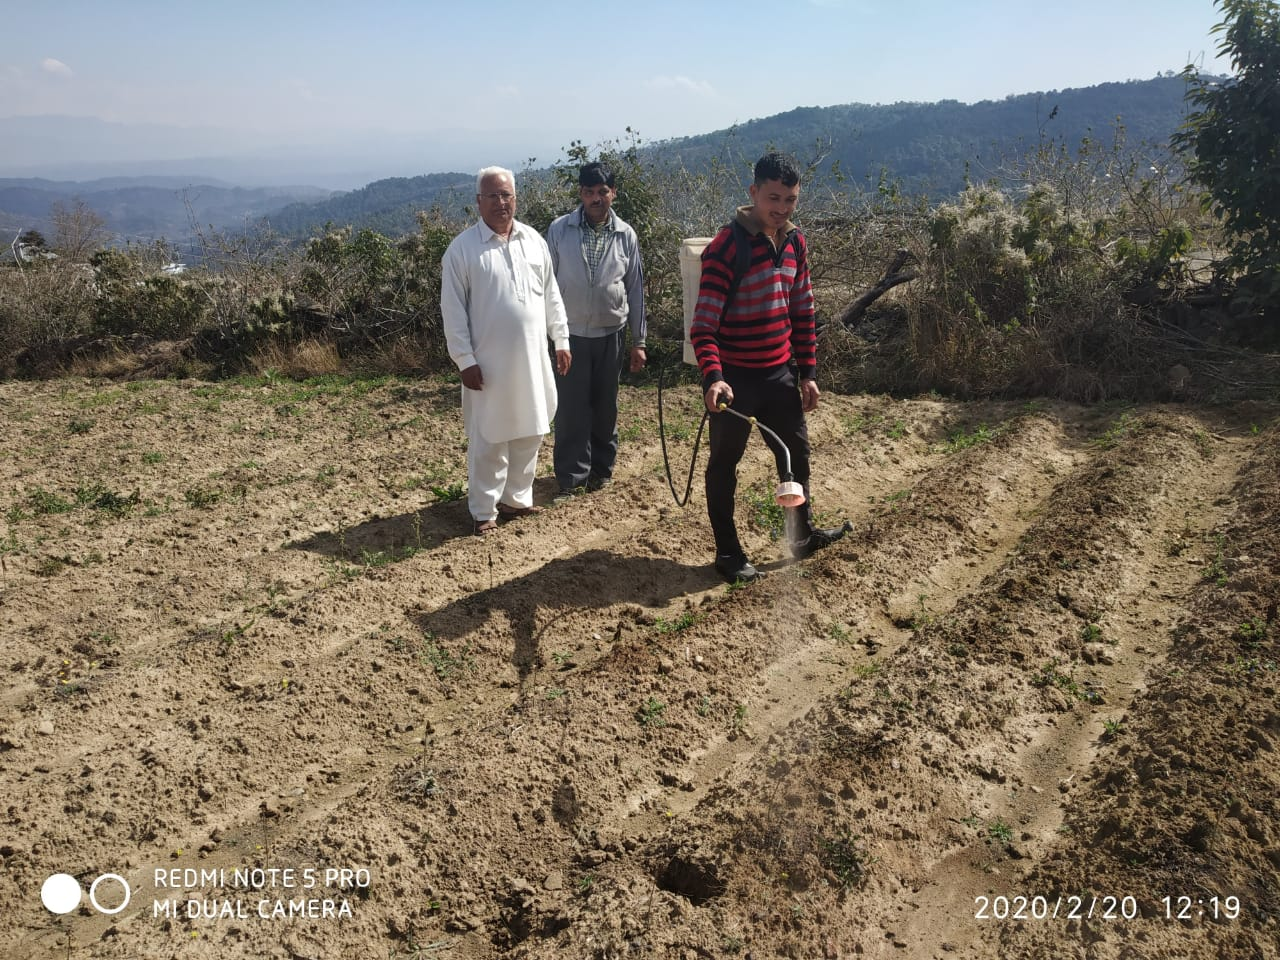 REDMI NOTE 5 PRO
MI DUAL CAMERA
2020/2/20 12:19